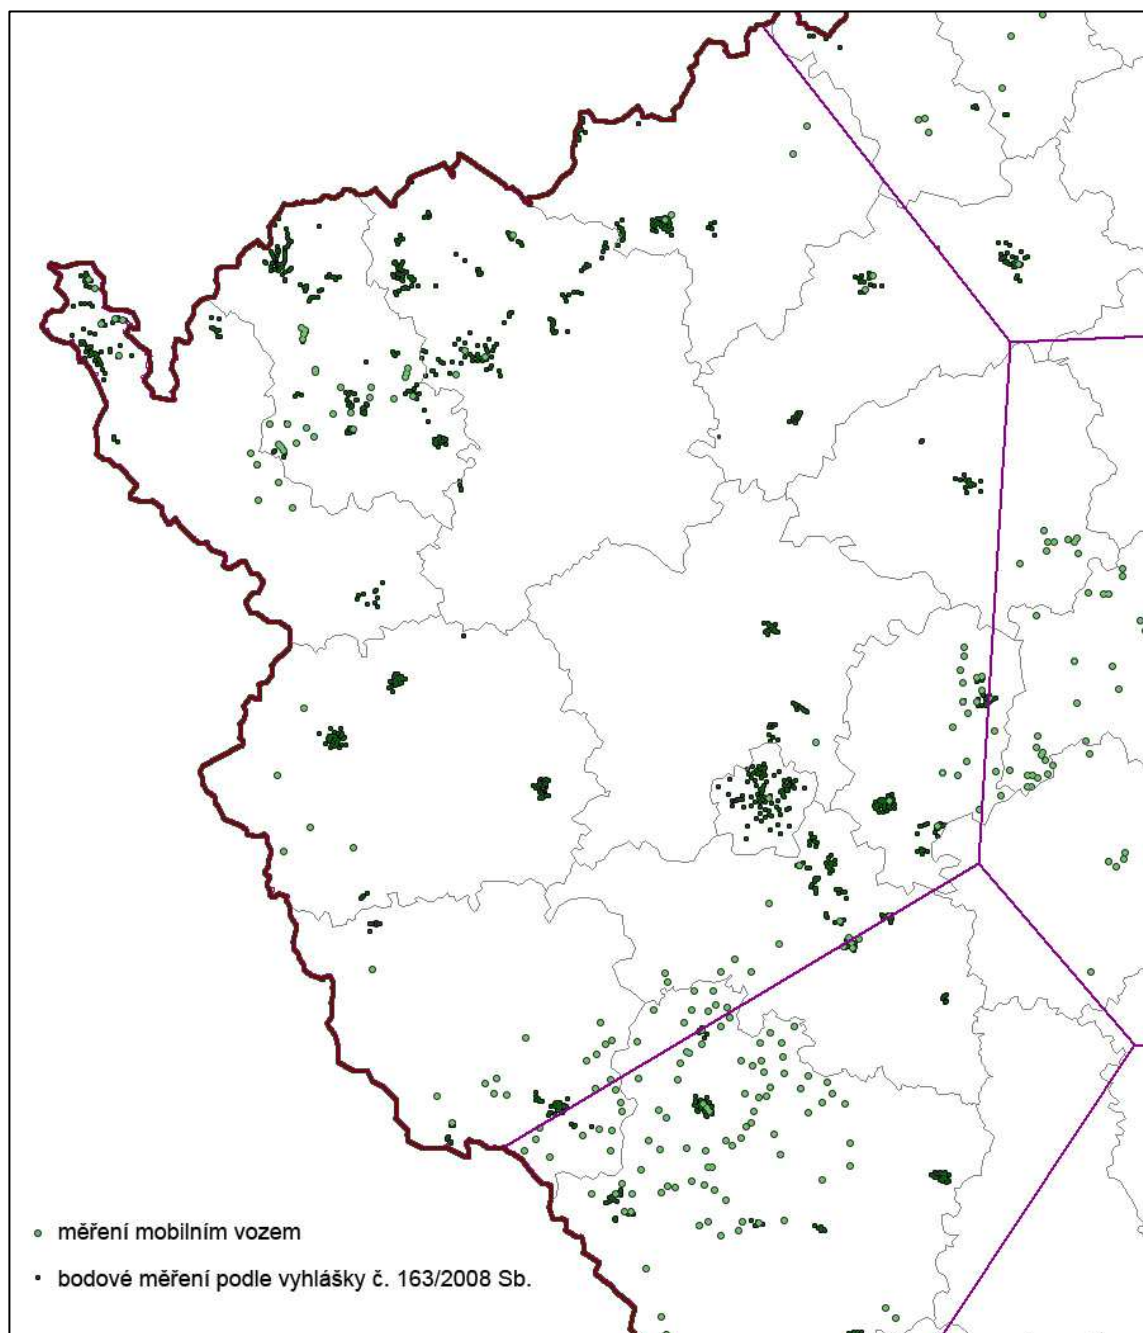 měření mobilním vozem
bodové měření podle vyhlášky č. 163/2008 Sb.